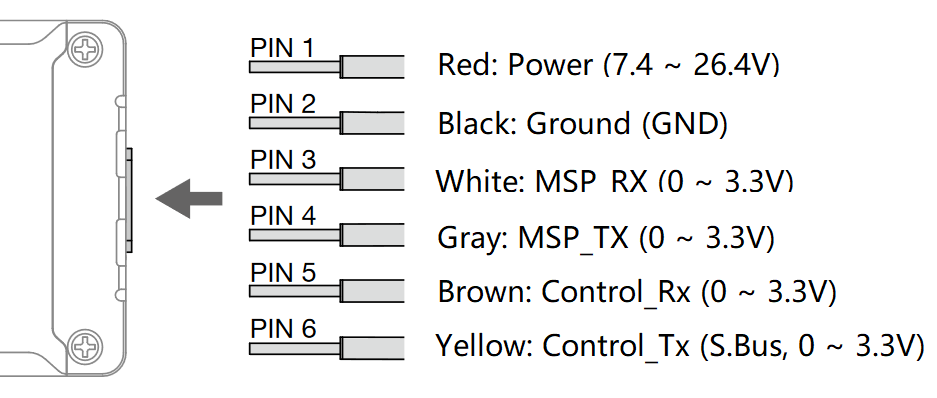 PIN 1
Red: Power (7.4 ~ 26.4V)
PIN 2
Black: Ground (GND)
PIN 3
White: MSP_RX (0 ~ 3.3V)
PIN 4
Gray: MSP_TX (0 ~ 3.3V)
PIN 5
Brown: Control_Rx (0 ~ 3.3V)
PIN 6
Yellow: Control_Tx (S.Bus, 0 ~ 3.3V)